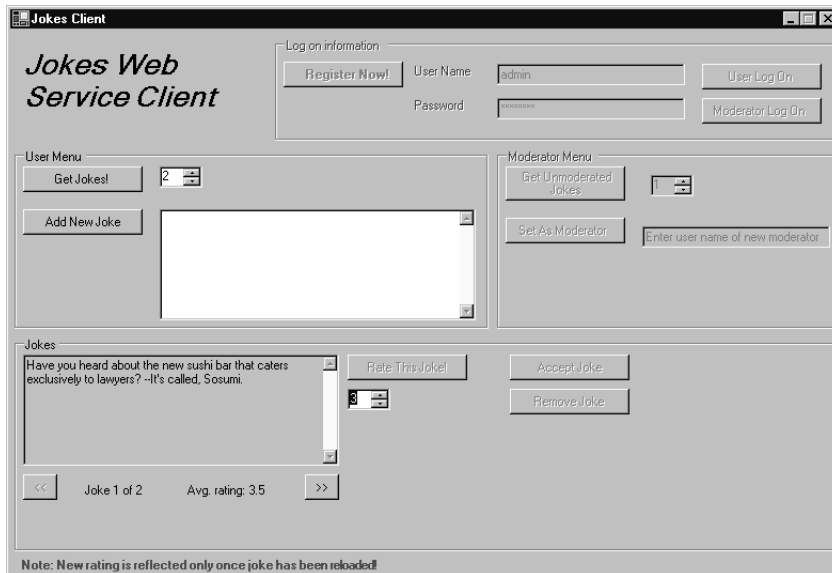 Jokes Client
Jokes Web
Service Client
Log on information
Register Now!
User Name
admin
User Log On
Password
********
Moderator Log On
User Menu
Get Jokes!
2
Add New Joke
Moderator Menu
Get Unmoderated
Jokes
1
Set As Moderator
Enter user name of new moderator
Jokes
Have you heard about the new sushi bar that caters
exclusively to lawyers? --It's called, Sosumi.
Rate This Joke!
3
Accept Joke
Remove Joke
<<
Joke 1 of 2
Avg. rating: 3.5
>>
Note: New rating is reflected only once joke has been reloaded!